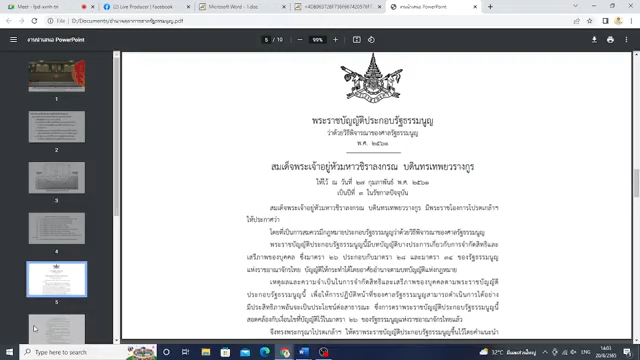 Meet - fpd-xvnh-txi
(2) Live Producer | Facebook
Microsoft Word - 1.doc
งานนำเสนอ PowerPoint
File
D:/Documents/อำนาจตุลาการศาลรัฐธรรมนูญ.pdf
งานนำเสนอ PowerPoint
5 / 10
99%
1
2
3
4
5
พระราชบัญญัติประกอบรัฐธรรมนูญ
ว่าด้วยวิธีพิจารณาของศาลรัฐธรรมนูญ
พ.ศ. ๒๕๖๑
สมเด็จพระเจ้าอยู่หัวมหาวชิราลงกรณ บดินทรเทพยวรางกูร
ให้ไว้ ณ วันที่ ๒๗ กุมภาพันธ์ พ.ศ. ๒๕๖๑
เป็นปีที่ ๓ ในรัชกาลปัจจุบัน
สมเด็จพระเจ้าอยู่หัวมหาวชิราลงกรณ บดินทรเทพยวรางกูร มีพระราชโองการโปรดเกล้าฯ
ให้ประกาศว่า
โดยที่เป็นการสมควรมีกฎหมายประกอบรัฐธรรมนูญว่าด้วยวิธีพิจารณาของศาลรัฐธรรมนูญ
พระราชบัญญัติประกอบรัฐธรรมนูญนี้มีบทบัญญัติบางประการเกี่ยวกับการจำกัดสิทธิและ
เสรีภาพของบุคคล ซึ่งมาตรา ๒๖ ประกอบกับมาตรา ๒๘ และมาตรา ๓๔ ของรัฐธรรมนูญ
แห่งราชอาณาจักรไทย บัญญัติให้กระทำได้โดยอาศัยอำนาจตามบทบัญญัติแห่งกฎหมาย
เหตุผลและความจำเป็นในการจำกัดสิทธิและเสรีภาพของบุคคลตามพระราชบัญญัติ
ประกอบรัฐธรรมนูญนี้ เพื่อให้การปฏิบัติหน้าที่ของศาลรัฐธรรมนูญสามารถดำเนินการได้อย่าง
มีประสิทธิภาพอันจะเป็นประโยชน์ต่อสาธารณะ ซึ่งการตราพระราชบัญญัติประกอบรัฐธรรมนูญนี้
สอดคล้องกับเงื่อนไขที่บัญญัติไว้ในมาตรา ๒๖ ของรัฐธรรมนูญแห่งราชอาณาจักรไทยแล้ว
จึงทรงพระกรุณาโปรดเกล้าฯ ให้ตราพระราชบัญญัติประกอบรัฐธรรมนูญขึ้นไว้โดยคำแนะนำ
Type here to search
32°C
ENG
14:03
20/8/2565